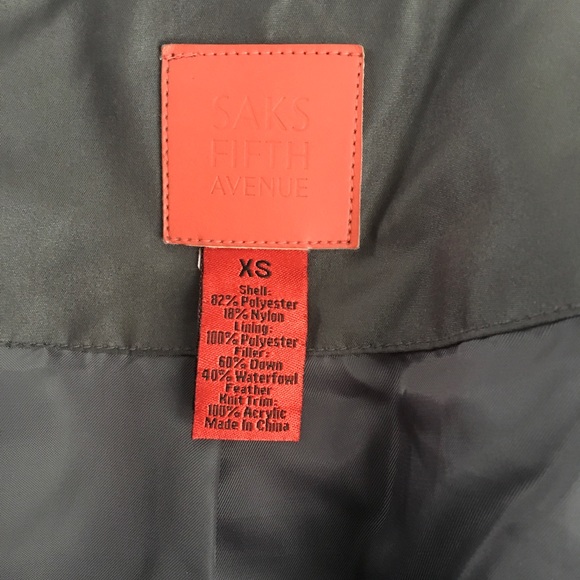 SAKS
FIFTH
AVENUE
XS
Shell:
82% Polyester
18% Nylon
Lining:
100% Polyester
Filler:
60% Down
40% Waterfowl
Feather
Knit Trim:
100% Acrylic
Made In China